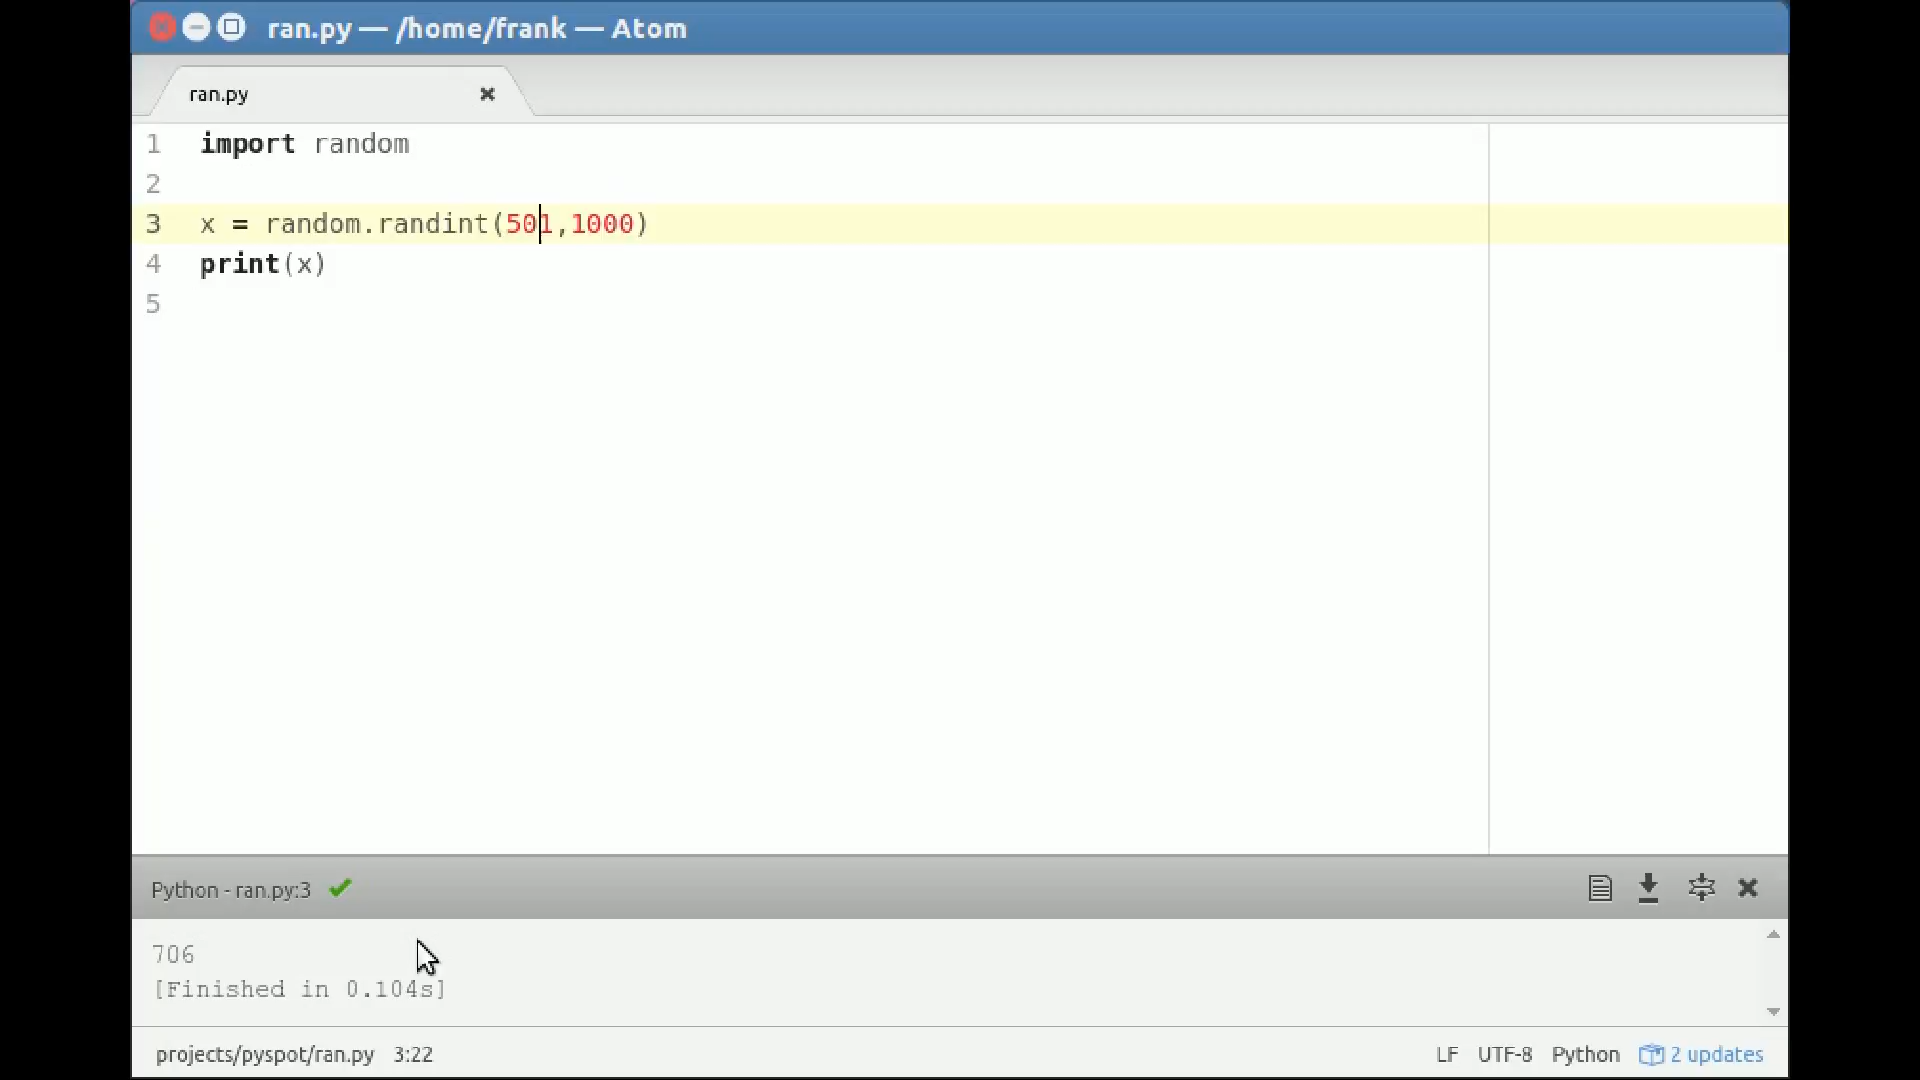 ran.py — /home/frank — Atom
ran.py
1 import random
2
3 x = random.randint(501,1000)
4 print(x)
5
Python - ran.py:3
706
[Finished in 0.104s]
projects/pyspot/ran.py 3:22 LF UTF-8 Python 2 updates